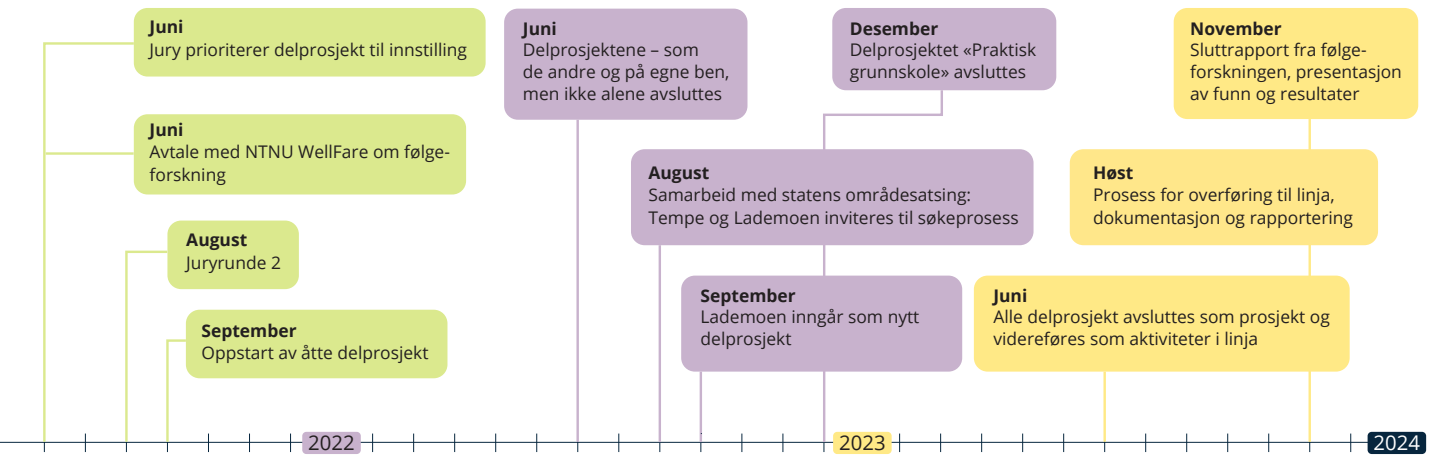 Juni
Jury prioriterer delprosjekt til innstilling
Juni
Avtale med NTNU WellFare om følge-
forskning
August
Juryrunde 2
September
Oppstart av åtte delprosjekt
Juni
Delprosjektene – som
de andre og på egne ben,
men ikke alene avsluttes
Desember
Delprosjektet «Praktisk
grunnskole» avsluttes
August
Samarbeid med statens områdesatsing:
Tempe og Lademoen inviteres til søkeprosess
September
Lademoen inngår som nytt
delprosjekt
November
Sluttrapport fra følge-
forskningen, presentasjon
av funn og resultater
Høst
Prosess for overføring til linja,
dokumentasjon og rapportering
Juni
Alle delprosjekt avsluttes som prosjekt og
videreføres som aktiviteter i linja
2022
2023
2024